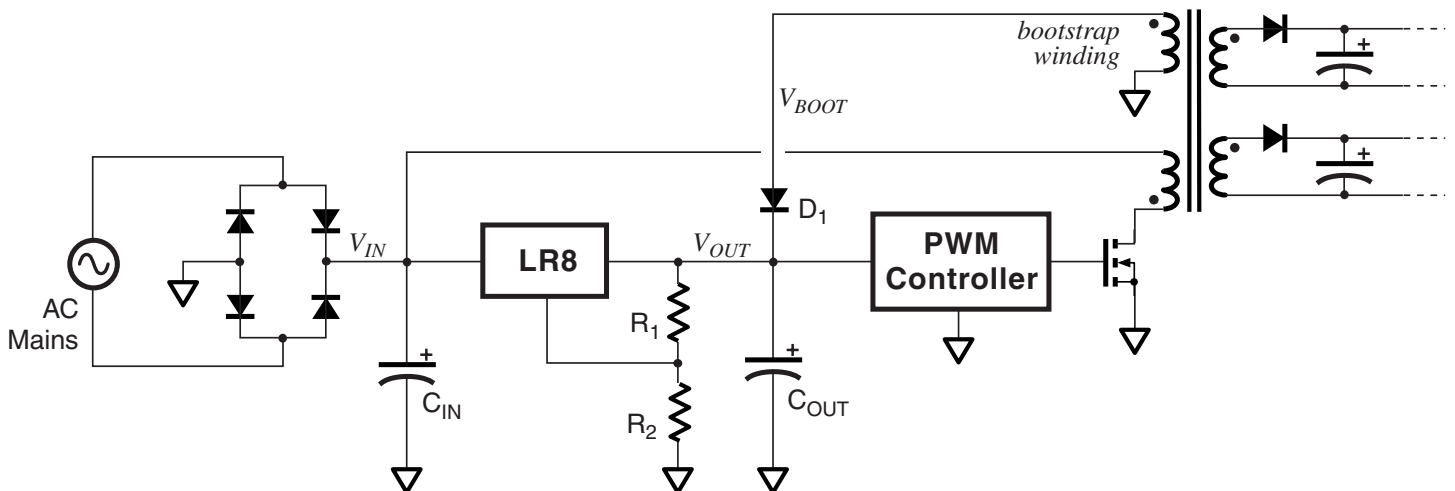 bootstrap
winding
V_BOOT
D₁
AC
Mains
V_IN
LR8
V_OUT
PWM
Controller
R₁
R₂
+
C_IN
+
C_OUT
+
+